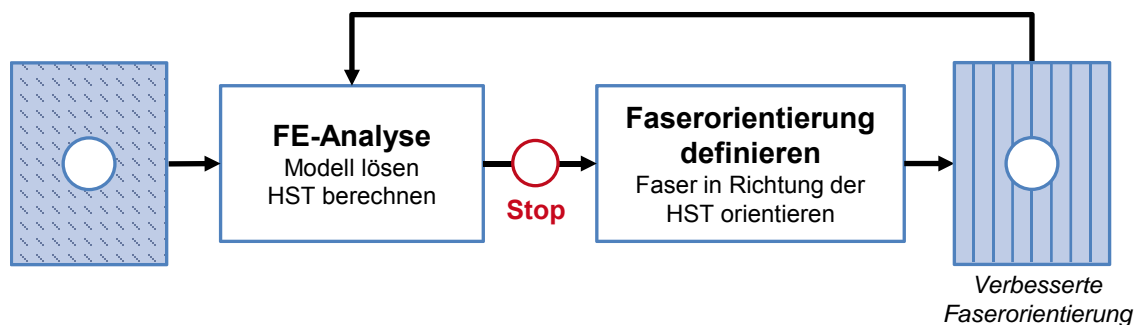 FE-Analyse
Modell lösen
HST berechnen
Stop
Faserorientierung
definieren
Faser in Richtung der
HST orientieren
Verbesserte
Faserorientierung